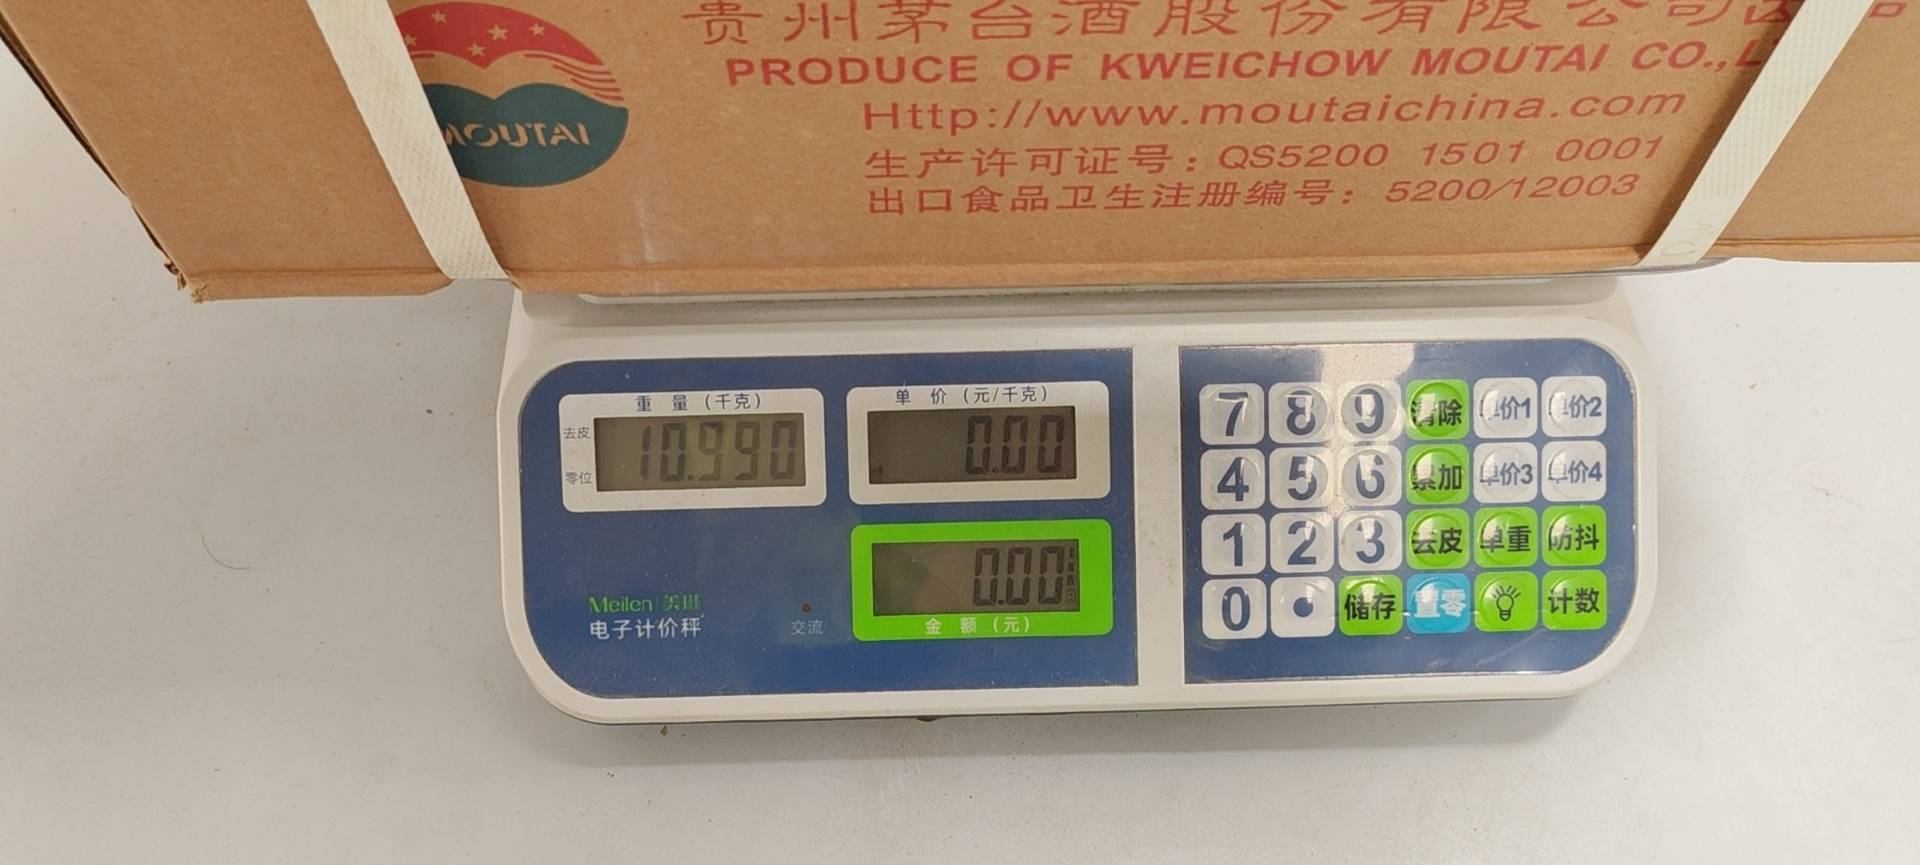 贵州茅台酒股份有限公司
PRODUCE OF KWEICHOW MOUTAI CO.,L
Http://www.moutaichina.com
MOUTAI
生产许可证号：QS5200 1501 0001
出口食品卫生注册编号：5200/12003
重量（千克）
去皮
零位
10.990
单价（元/千克）
0.00
0.00
金额（元）
Meilen
电子计价秤
交流
7 8 9 清除 单价1 单价2
4 5 6 累加 单价3 单价4
1 2 3 去皮 单重 防抖
0 . 储存 置零 计数